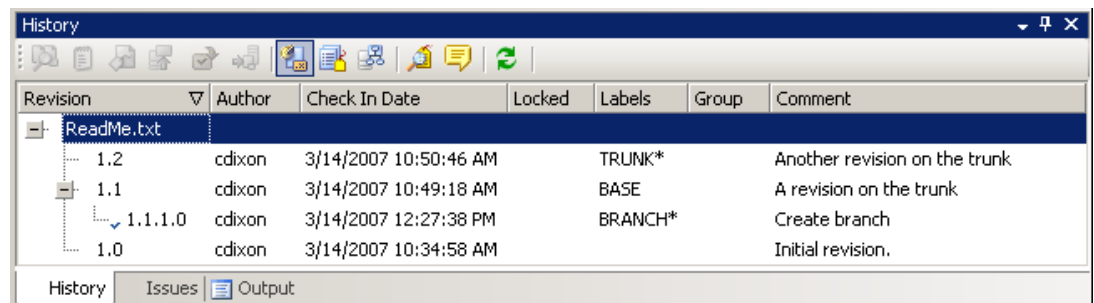 History
Revision Author Check In Date Locked Labels Group Comment
ReadMe.txt
1.2 cdixon 3/14/2007 10:50:46 AM TRUNK* Another revision on the trunk
1.1 cdixon 3/14/2007 10:49:18 AM BASE A revision on the trunk
1.1.1.0 cdixon 3/14/2007 12:27:38 PM BRANCH* Create branch
1.0 cdixon 3/14/2007 10:34:58 AM Initial revision.
History Issues Output